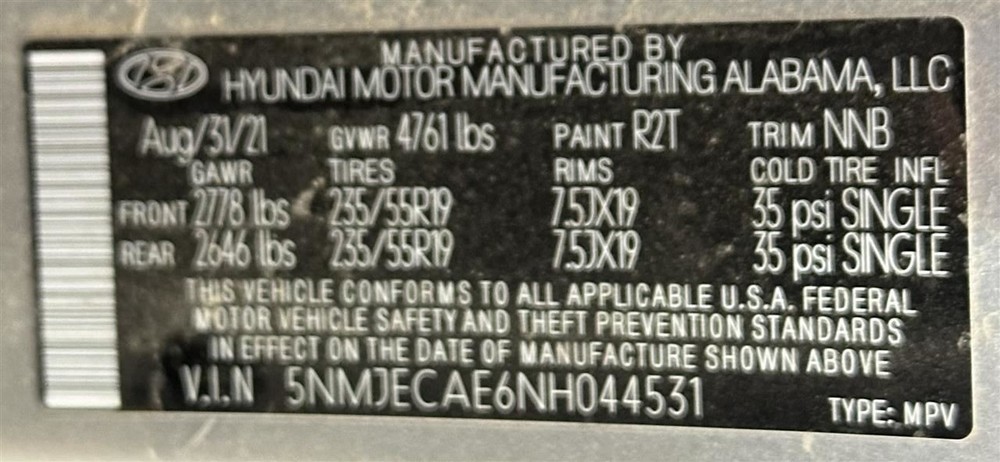 MANUFACTURED BY
HYUNDAI MOTOR MANUFACTURING ALABAMA, LLC
Aug/31/21 GVWR 4761 lbs PAINT R2T TRIM NNB
GAWR TIRES RIMS COLD TIRE INFL
FRONT 2778 lbs 235/55R19 7.5JX19 35 psi SINGLE
REAR 2646 lbs 235/55R19 7.5JX19 35 psi SINGLE
THIS VEHICLE CONFORMS TO ALL APPLICABLE U.S.A. FEDERAL
MOTOR VEHICLE SAFETY AND THEFT PREVENTION STANDARDS
IN EFFECT ON THE DATE OF MANUFACTURE SHOWN ABOVE
V.I.N 5NMJECAE6NH044531
TYPE: MPV